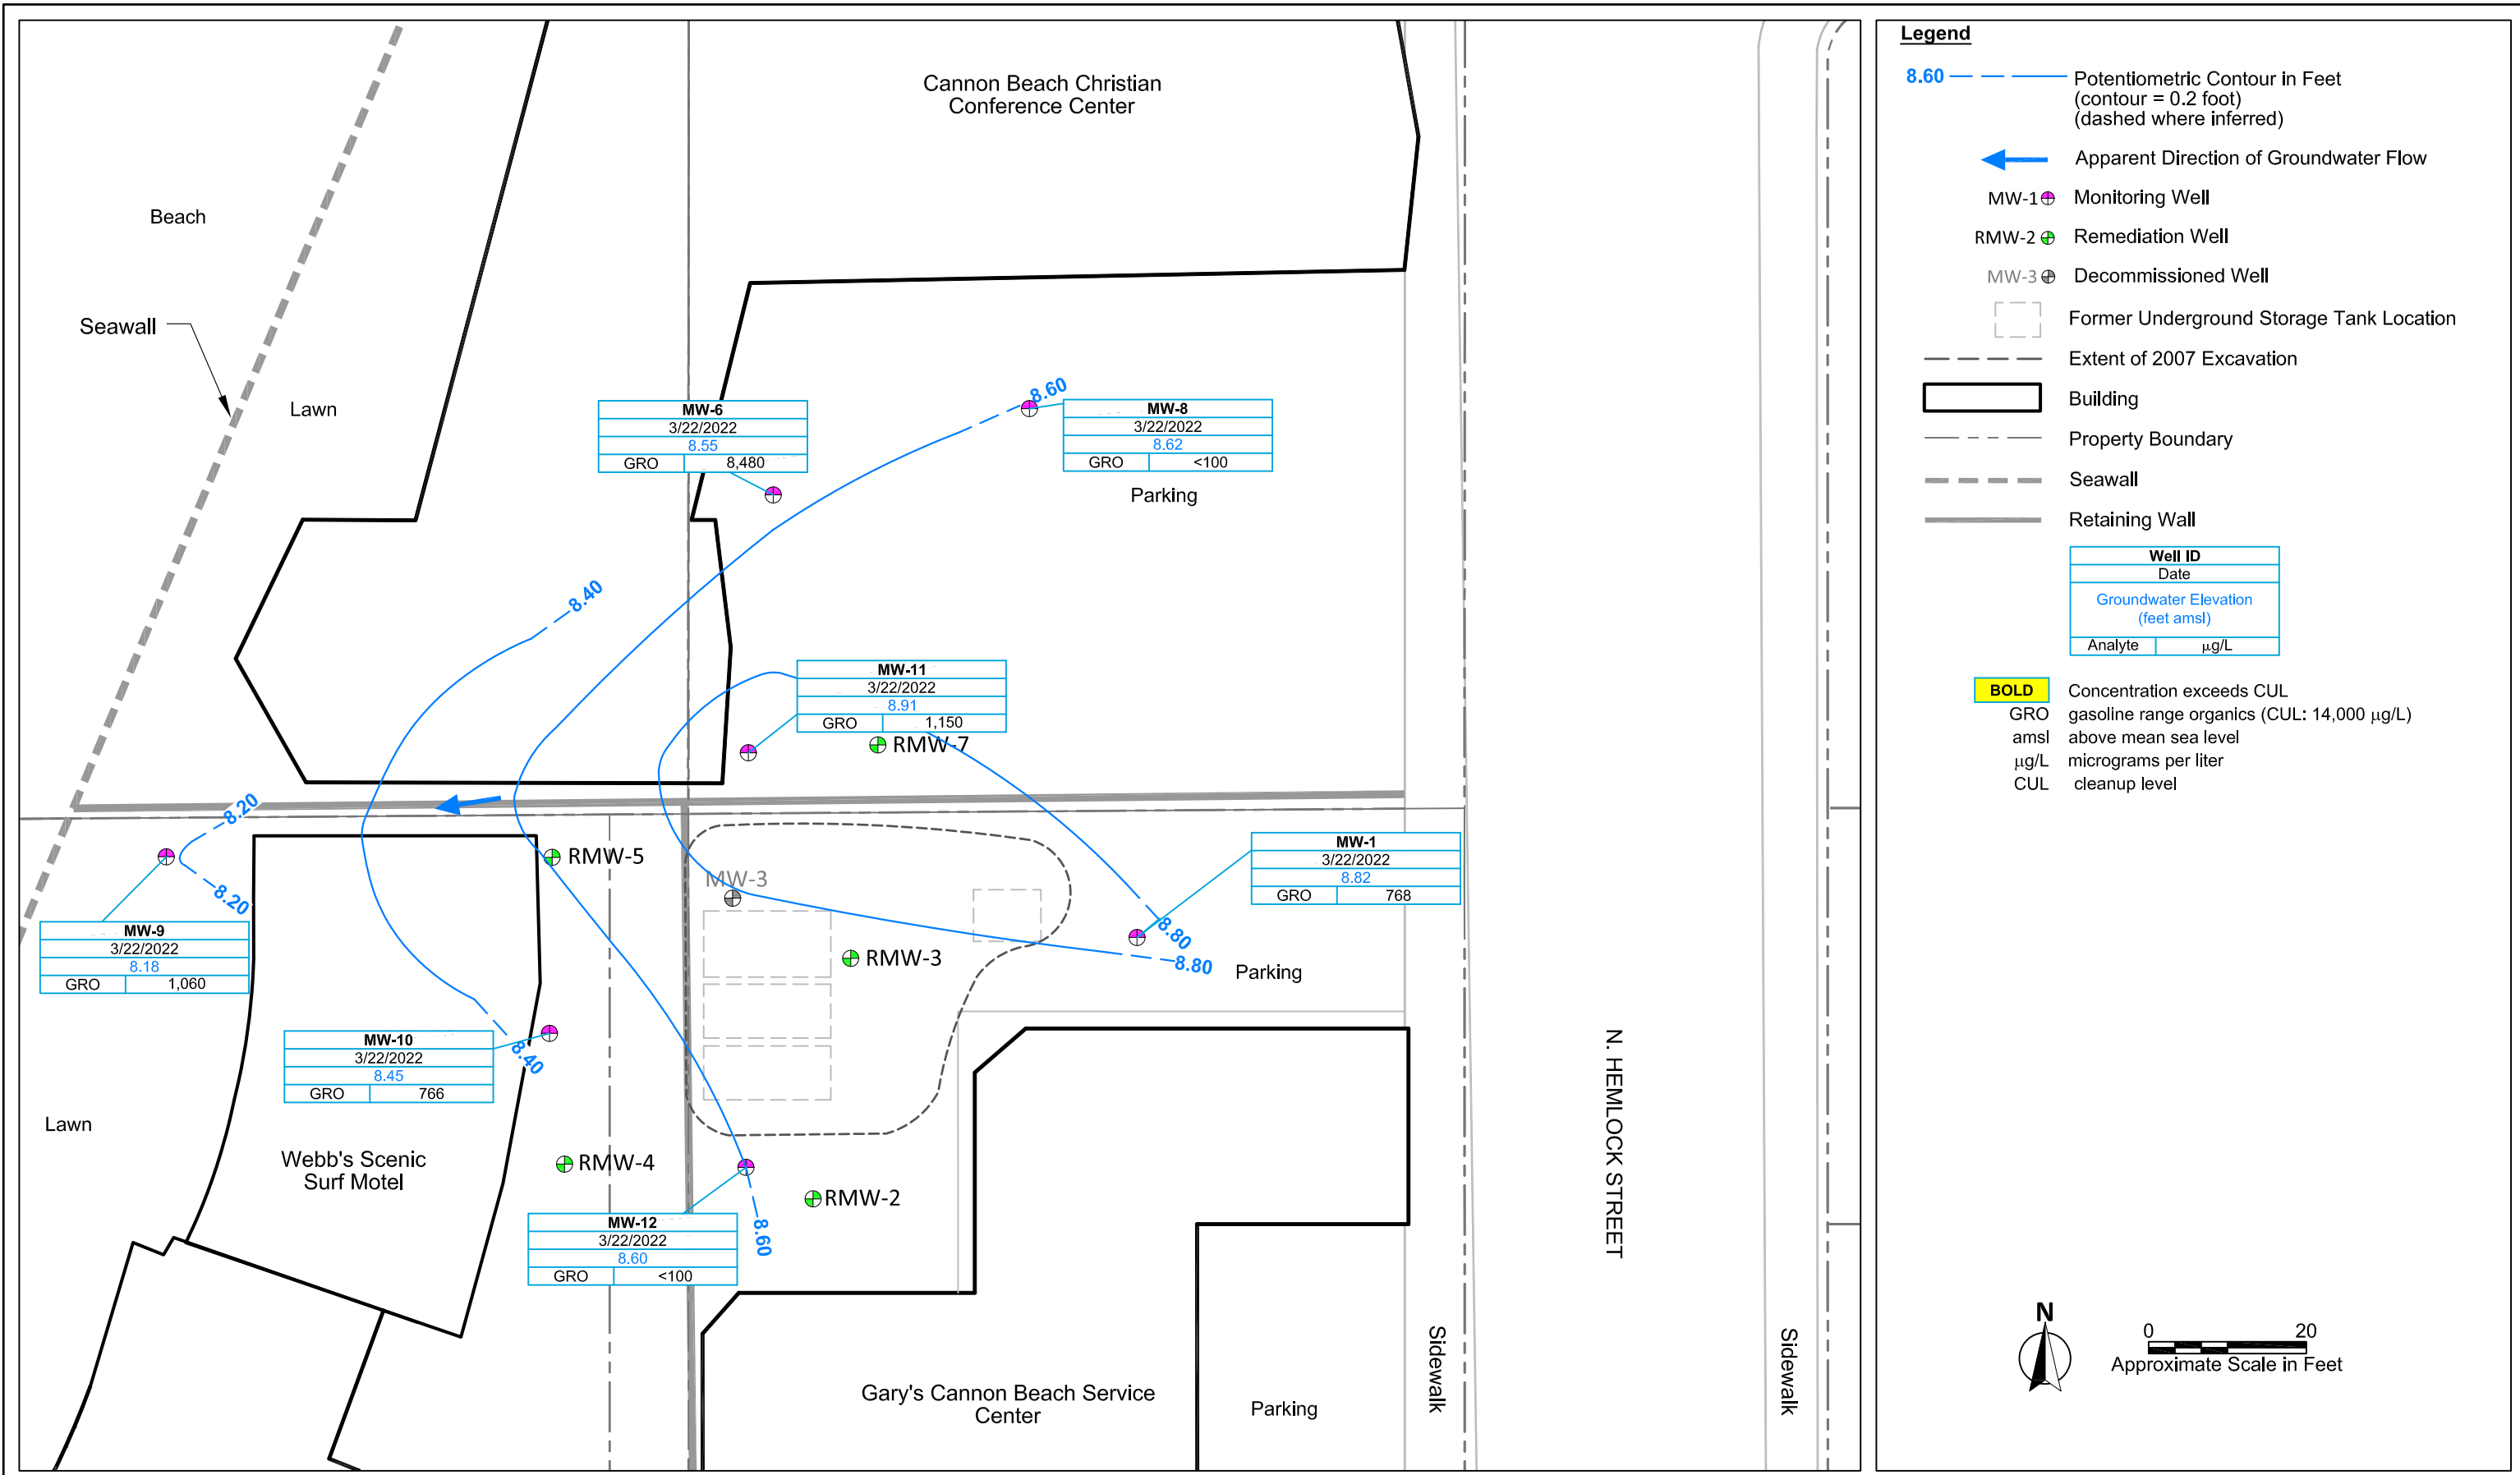 Cannon Beach Christian
Conference Center
Beach
Seawall
Lawn
8.60
MW-6
3/22/2022
8.55
GRO 8,480
MW-8
3/22/2022
8.62
GRO <100
Parking
8.40
MW-11
3/22/2022
8.91
GRO 1,150
RMW-7
8.20
RMW-5
MW-3
MW-1
3/22/2022
8.82
GRO 768
8.20
MW-9
3/22/2022
8.18
GRO 1,060
8.80
RMW-3
8.80
Parking
MW-10
3/22/2022
8.45
GRO 766
8.40
Lawn
Webb's Scenic
Surf Motel
RMW-4
RMW-2
MW-12
3/22/2022
8.60
GRO <100
8.60
N. HEMLOCK STREET
Gary's Cannon Beach Service
Center
Parking
Sidewalk
Sidewalk
Legend
8.60
Potentiometric Contour in Feet
(contour = 0.2 foot)
(dashed where inferred)
Apparent Direction of Groundwater Flow
MW-1 Monitoring Well
RMW-2 Remediation Well
MW-3 Decommissioned Well
Former Underground Storage Tank Location
Extent of 2007 Excavation
Building
Property Boundary
Seawall
Retaining Wall
Well ID
Date
Groundwater Elevation
(feet amsl)
Analyte µg/L
BOLD Concentration exceeds CUL
GRO gasoline range organics (CUL: 14,000 µg/L)
amsl above mean sea level
µg/L micrograms per liter
CUL cleanup level
N
0 20
Approximate Scale in Feet